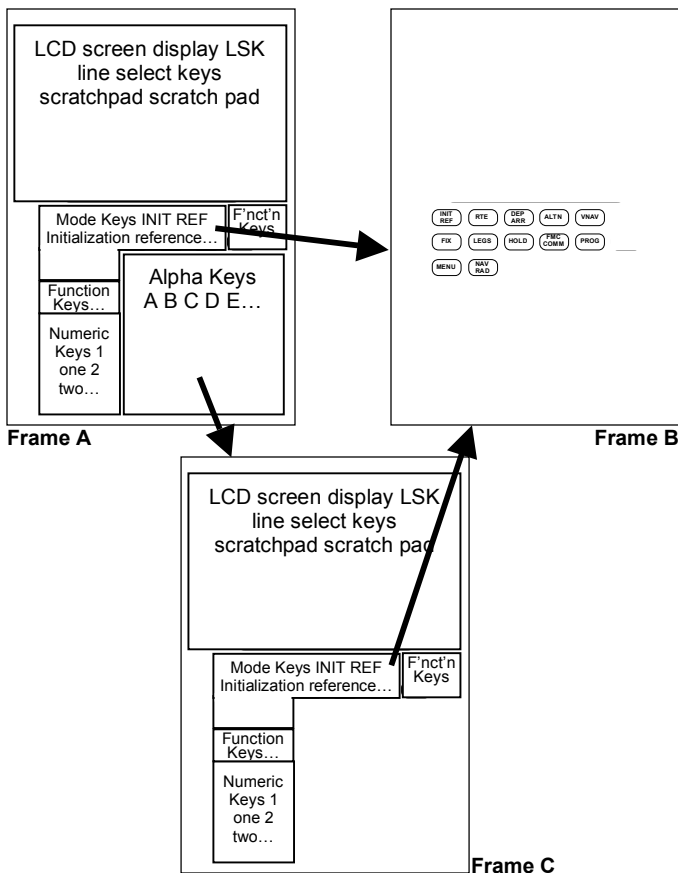 LCD screen display LSK
line select keys
scratchpad scratch pad
Mode Keys INIT REF
Initialization reference…
F'nct'n
Keys
Alpha Keys
A B C D E…
Function
Keys…
Numeric
Keys 1
one 2
two…
Frame A
INIT
REF
RTE
DEP
ARR
ALTN
VNAV
FIX
LEGS
HOLD
FMC
COMM
PROG
MENU
NAV
RAD
Frame B
LCD screen display LSK
line select keys
scratchpad scratch pad
Mode Keys INIT REF
Initialization reference…
F'nct'n
Keys
Function
Keys…
Numeric
Keys 1
one 2
two…
Frame C